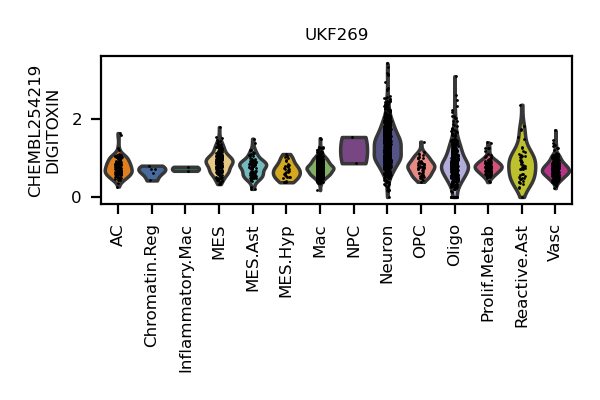 UKF269
CHEMBL254219
DIGITOXIN
2
0
AC
Chromatin.Reg
Inflammatory.Mac
MES
MES.Ast
MES.Hyp
Mac
NPC
Neuron
OPC
Oligo
Prolif.Metab
Reactive.Ast
Vasc